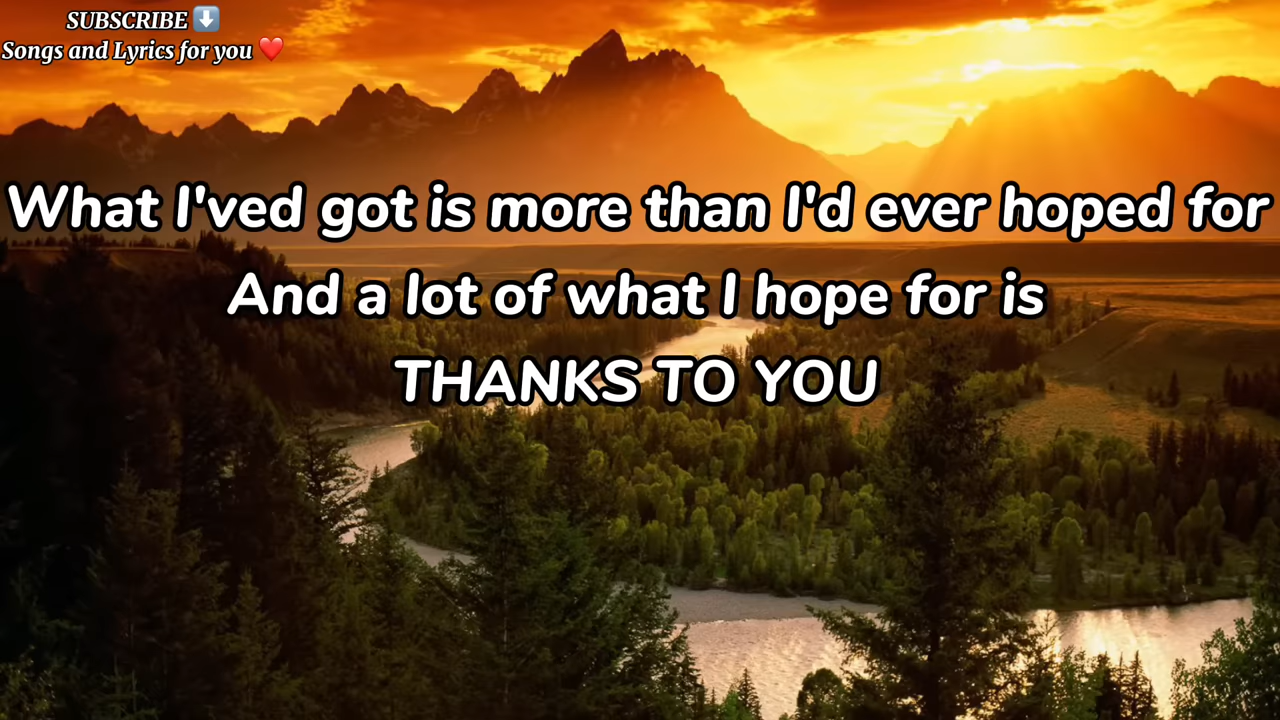 SUBSCRIBE ⬇️
Songs and Lyrics for you ❤️
What I'ved got is more than I'd ever hoped for
And a lot of what I hope for is
THANKS TO YOU